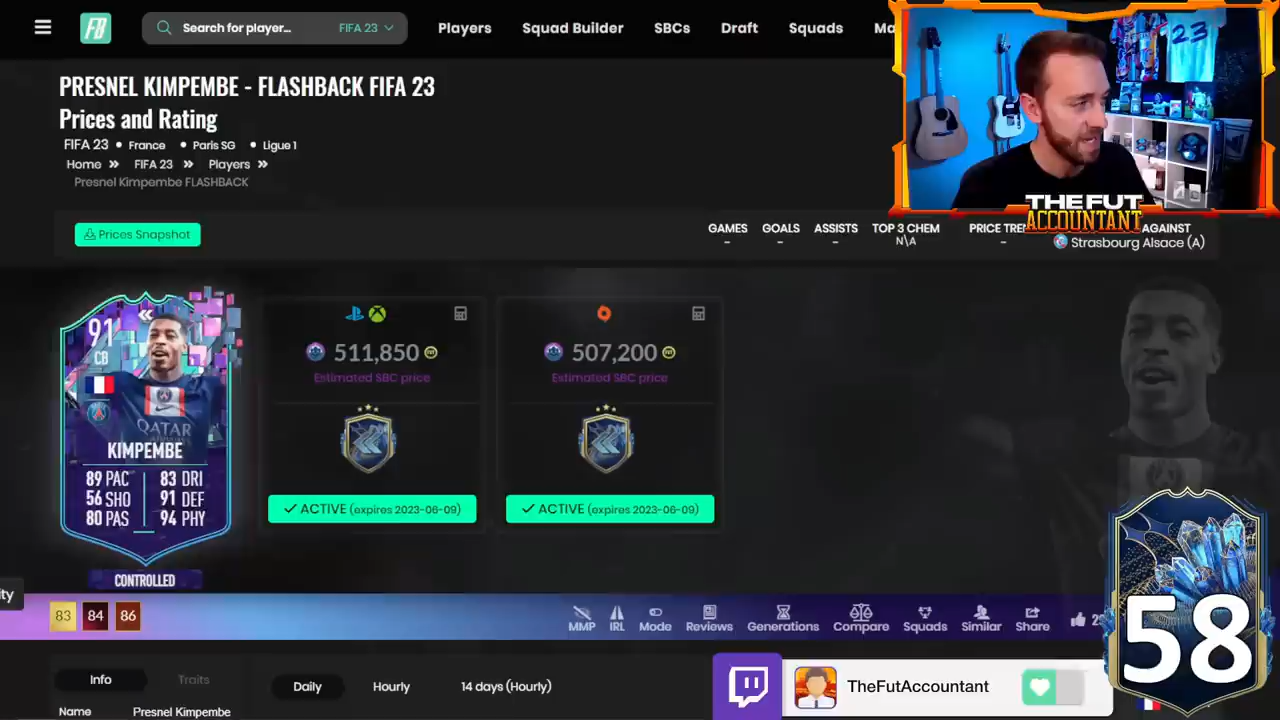 FB
Search for player...
FIFA 23
Players
Squad Builder
SBCs
Draft
Squads
PRESNEL KIMPEMBE - FLASHBACK FIFA 23
Prices and Rating
FIFA 23 • France • Paris SG • Ligue 1
Home » FIFA 23 » Players »
Presnel Kimpembe FLASHBACK
23
THE FUT
ACCOUNTANT
Prices Snapshot
GAMES
-
GOALS
-
ASSISTS
-
TOP 3 CHEM
N\A
PRICE
-
AGAINST
Strasbourg Alsace (A)
91
CB
QATAR
KIMPEMBE
89 PAC
83 DRI
56 SHO
91 DEF
80 PAS
94 PHY
CONTROLLED
511,850
Estimated SBC price
ACTIVE (expires 2023-06-09)
507,200
Estimated SBC price
ACTIVE (expires 2023-06-09)
83
84
86
MMP
IRL
Mode
Reviews
Generations
Compare
Squads
Similar
Share
58
Info
Traits
Daily
Hourly
14 days (Hourly)
TheFutAccountant
Name
Presnel Kimpembe